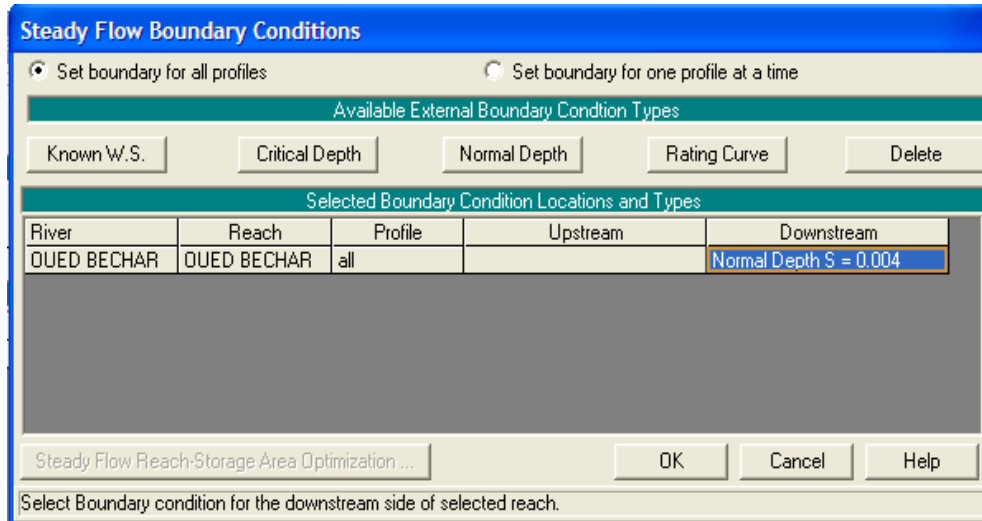 Steady Flow Boundary Conditions
Set boundary for all profiles Set boundary for one profile at a time
Available External Boundary Condtion Types
Known W.S. Critical Depth Normal Depth Rating Curve Delete
Selected Boundary Condition Locations and Types
River Reach Profile Upstream Downstream
OUED BECHAR OUED BECHAR all Normal Depth S = 0.004
Steady Flow Reach-Storage Area Optimization ... OK Cancel Help
Select Boundary condition for the downstream side of selected reach.